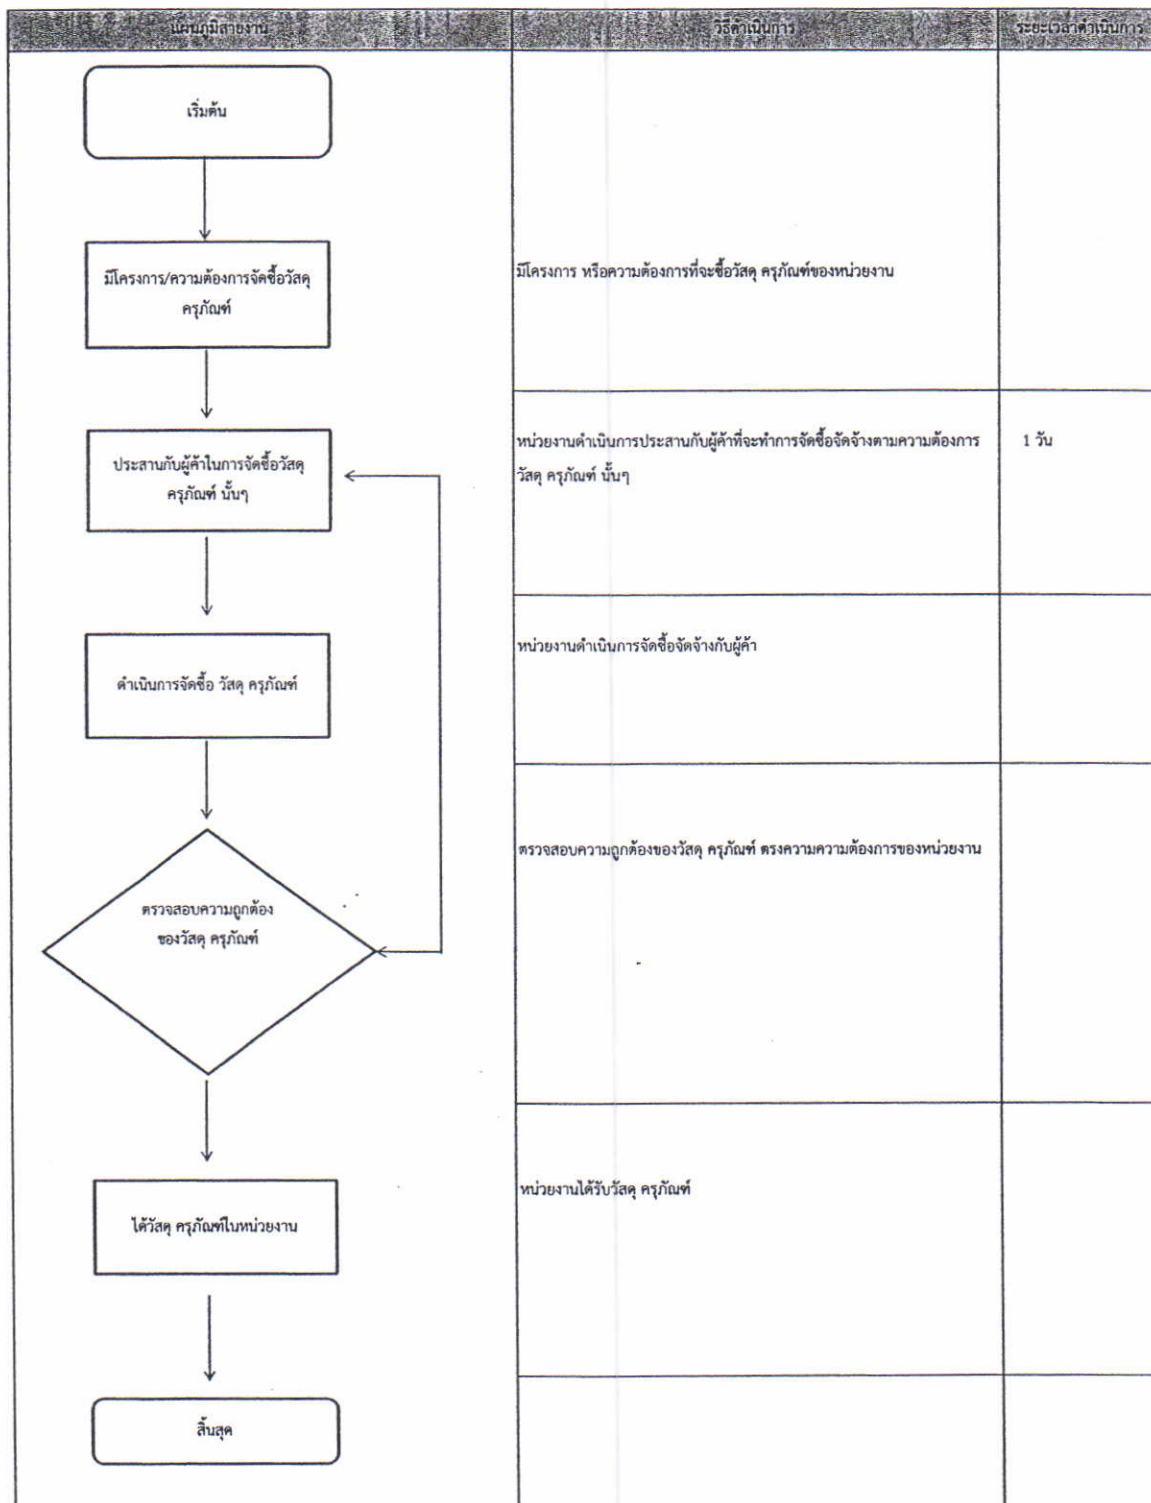 แผนภูมิสายงาน วิธีดำเนินการ ระยะเวลาดำเนินการ
เริ่มต้น
มีโครงการ/ความต้องการจัดซื้อวัสดุ
ครุภัณฑ์
มีโครงการ หรือความต้องการที่จะซื้อวัสดุ ครุภัณฑ์ของหน่วยงาน
ประสานกับผู้ค้าในการจัดซื้อวัสดุ
ครุภัณฑ์ นั้นๆ
หน่วยงานดำเนินการประสานกับผู้ค้าที่จะทำการจัดซื้อจัดจ้างตามความต้องการ
วัสดุ ครุภัณฑ์ นั้นๆ
1 วัน
ดำเนินการจัดซื้อ วัสดุ ครุภัณฑ์
หน่วยงานดำเนินการจัดซื้อจัดจ้างกับผู้ค้า
ตรวจสอบความถูกต้อง
ของวัสดุ ครุภัณฑ์
ตรวจสอบความถูกต้องของวัสดุ ครุภัณฑ์ ตรงความความต้องการของหน่วยงาน
ได้วัสดุ ครุภัณฑ์ในหน่วยงาน
หน่วยงานได้รับวัสดุ ครุภัณฑ์
สิ้นสุด